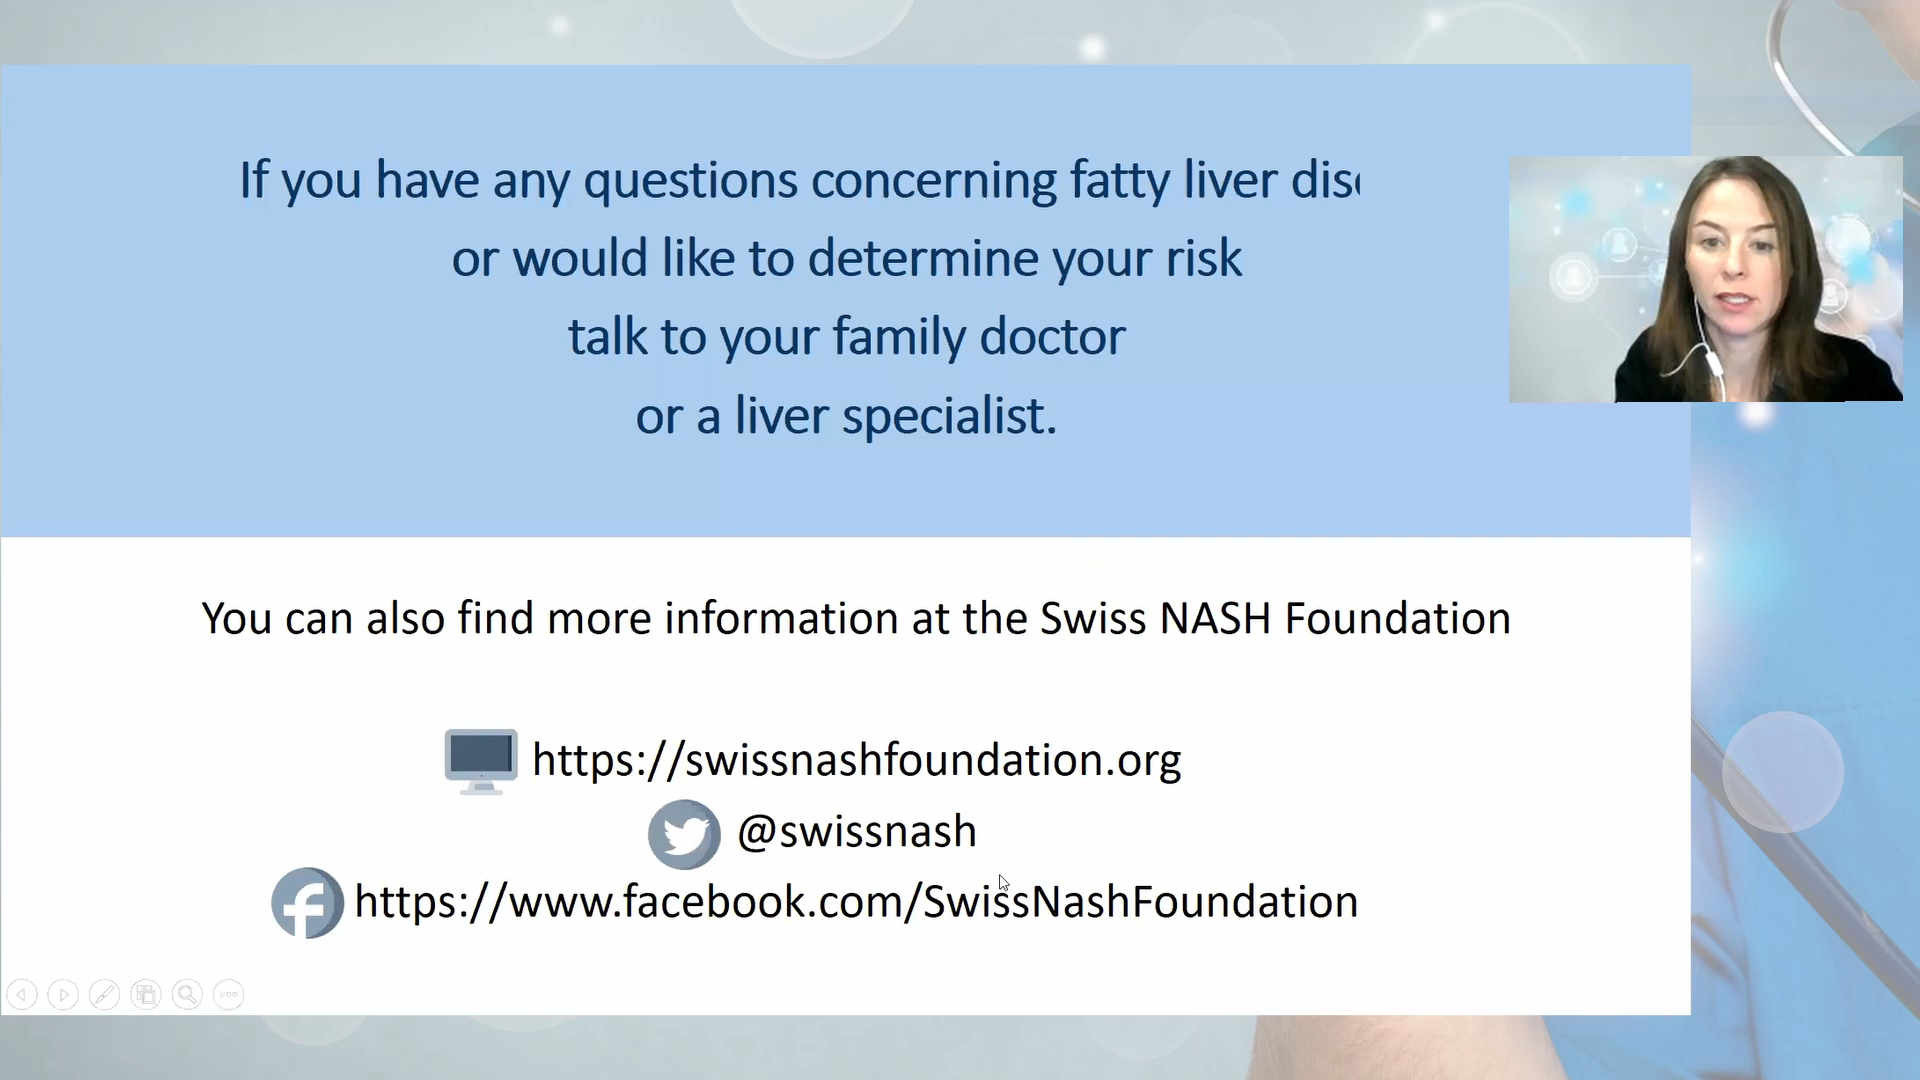 If you have any questions concerning fatty liver
or would like to determine your risk
talk to your family doctor
or a liver specialist.
You can also find more information at the Swiss NASH Foundation
https://swissnashfoundation.org
@swissnash
https://www.facebook.com/SwissNashFoundation